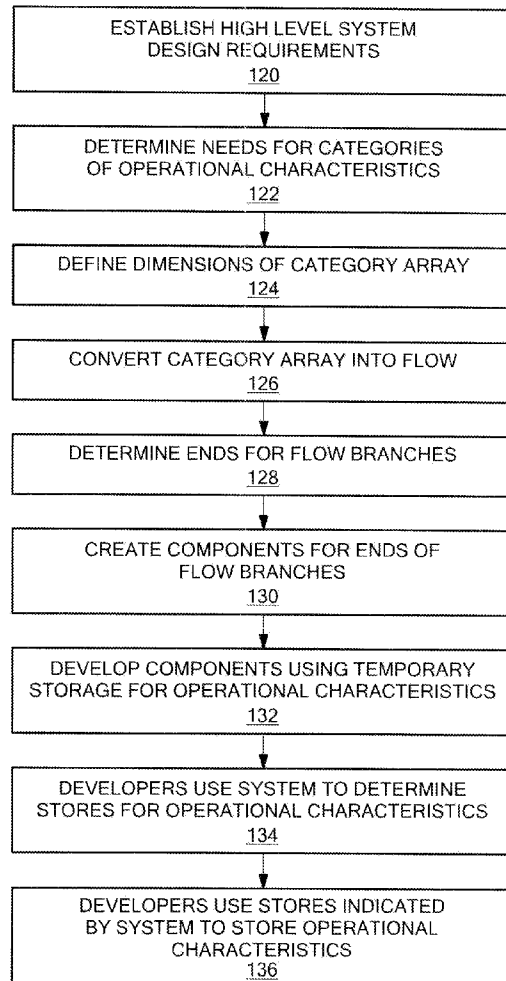 ESTABLISH HIGH LEVEL SYSTEM
DESIGN REQUIREMENTS
120
DETERMINE NEEDS FOR CATEGORIES
OF OPERATIONAL CHARACTERISTICS
122
DEFINE DIMENSIONS OF CATEGORY ARRAY
124
CONVERT CATEGORY ARRAY INTO FLOW
126
DETERMINE ENDS FOR FLOW BRANCHES
128
CREATE COMPONENTS FOR ENDS OF
FLOW BRANCHES
130
DEVELOP COMPONENTS USING TEMPORARY
STORAGE FOR OPERATIONAL CHARACTERISTICS
132
DEVELOPERS USE SYSTEM TO DETERMINE
STORES FOR OPERATIONAL CHARACTERISTICS
134
DEVELOPERS USE STORES INDICATED
BY SYSTEM TO STORE OPERATIONAL
CHARACTERISTICS
136